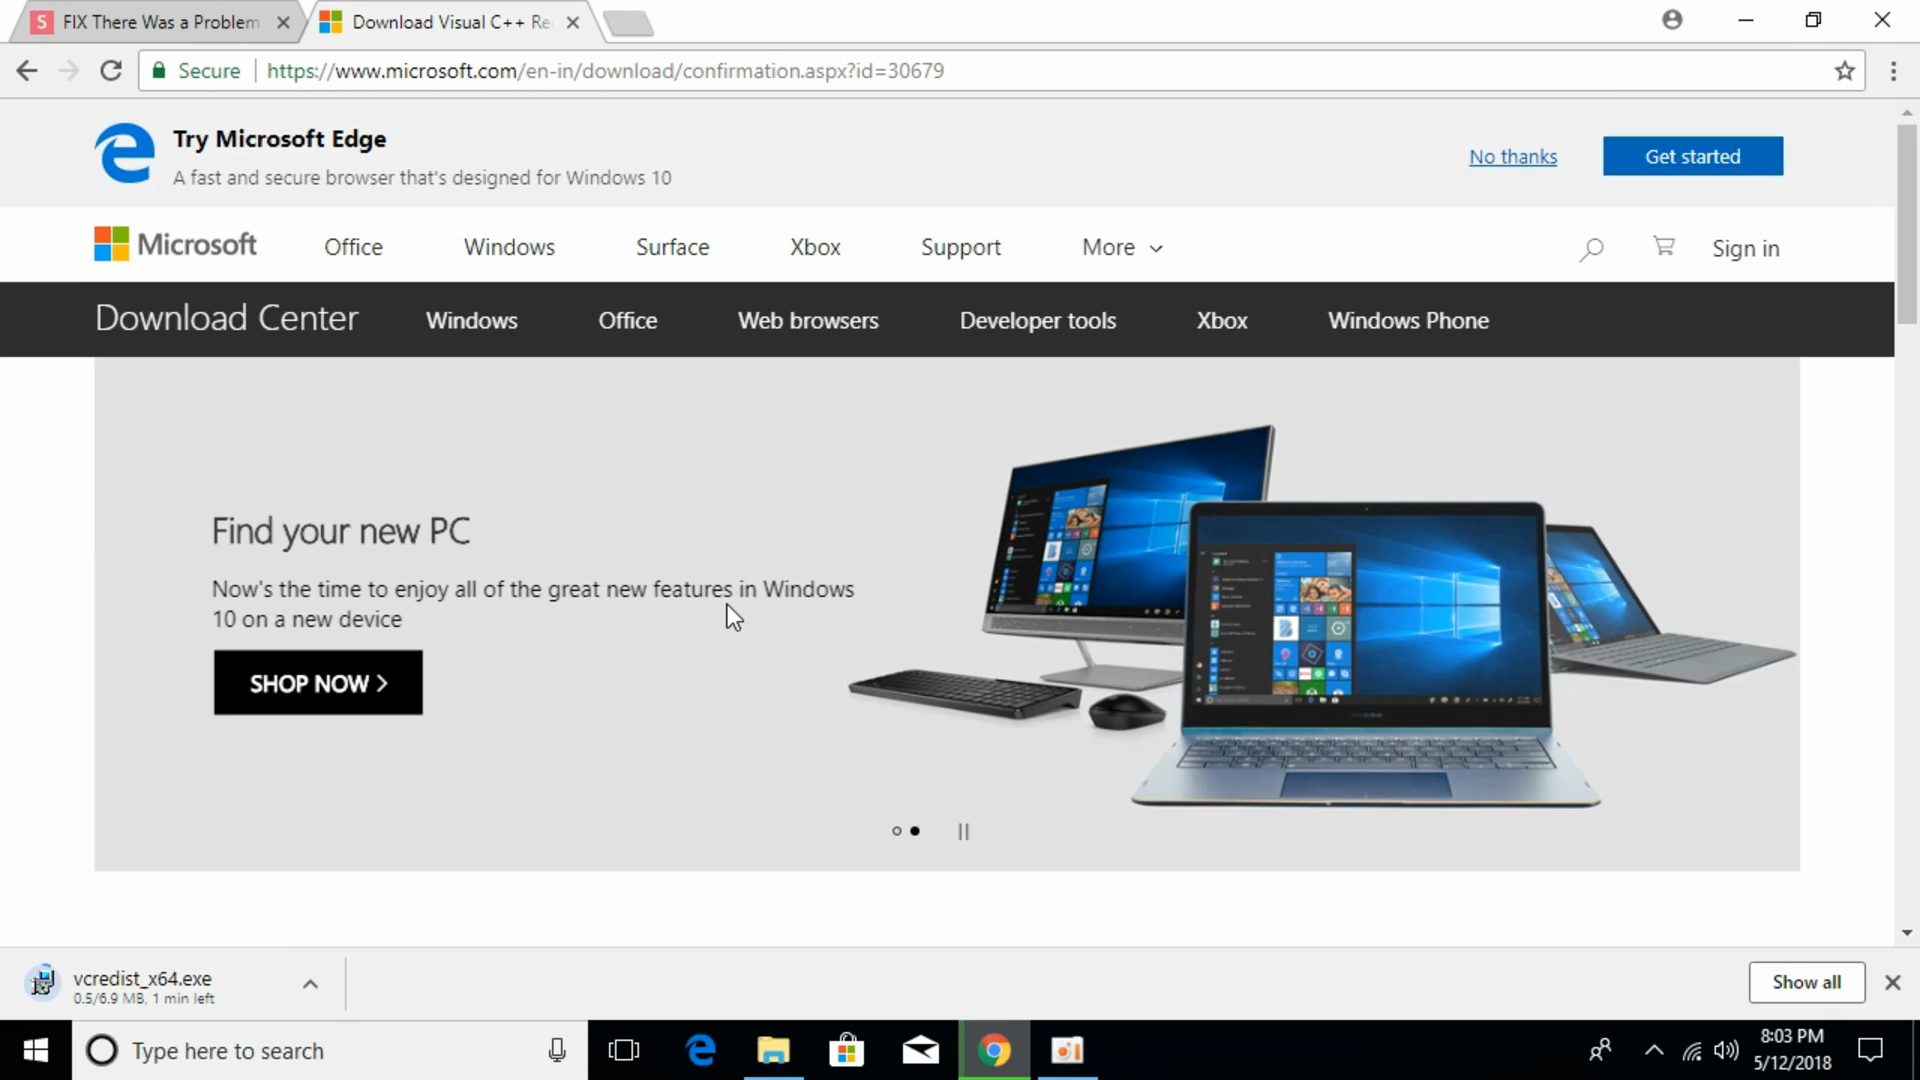 S FIX There Was a Problem
Download Visual C++ Re
Secure https://www.microsoft.com/en-in/download/confirmation.aspx?id=30679
Try Microsoft Edge
A fast and secure browser that's designed for Windows 10
No thanks
Get started
Microsoft Office Windows Surface Xbox Support More Sign in
Download Center Windows Office Web browsers Developer tools Xbox Windows Phone
Find your new PC
Now's the time to enjoy all of the great new features in Windows
10 on a new device
SHOP NOW >
vcredist_x64.exe
0.5/6.9 MB, 1 min left
Show all
Type here to search
8:03 PM
5/12/2018